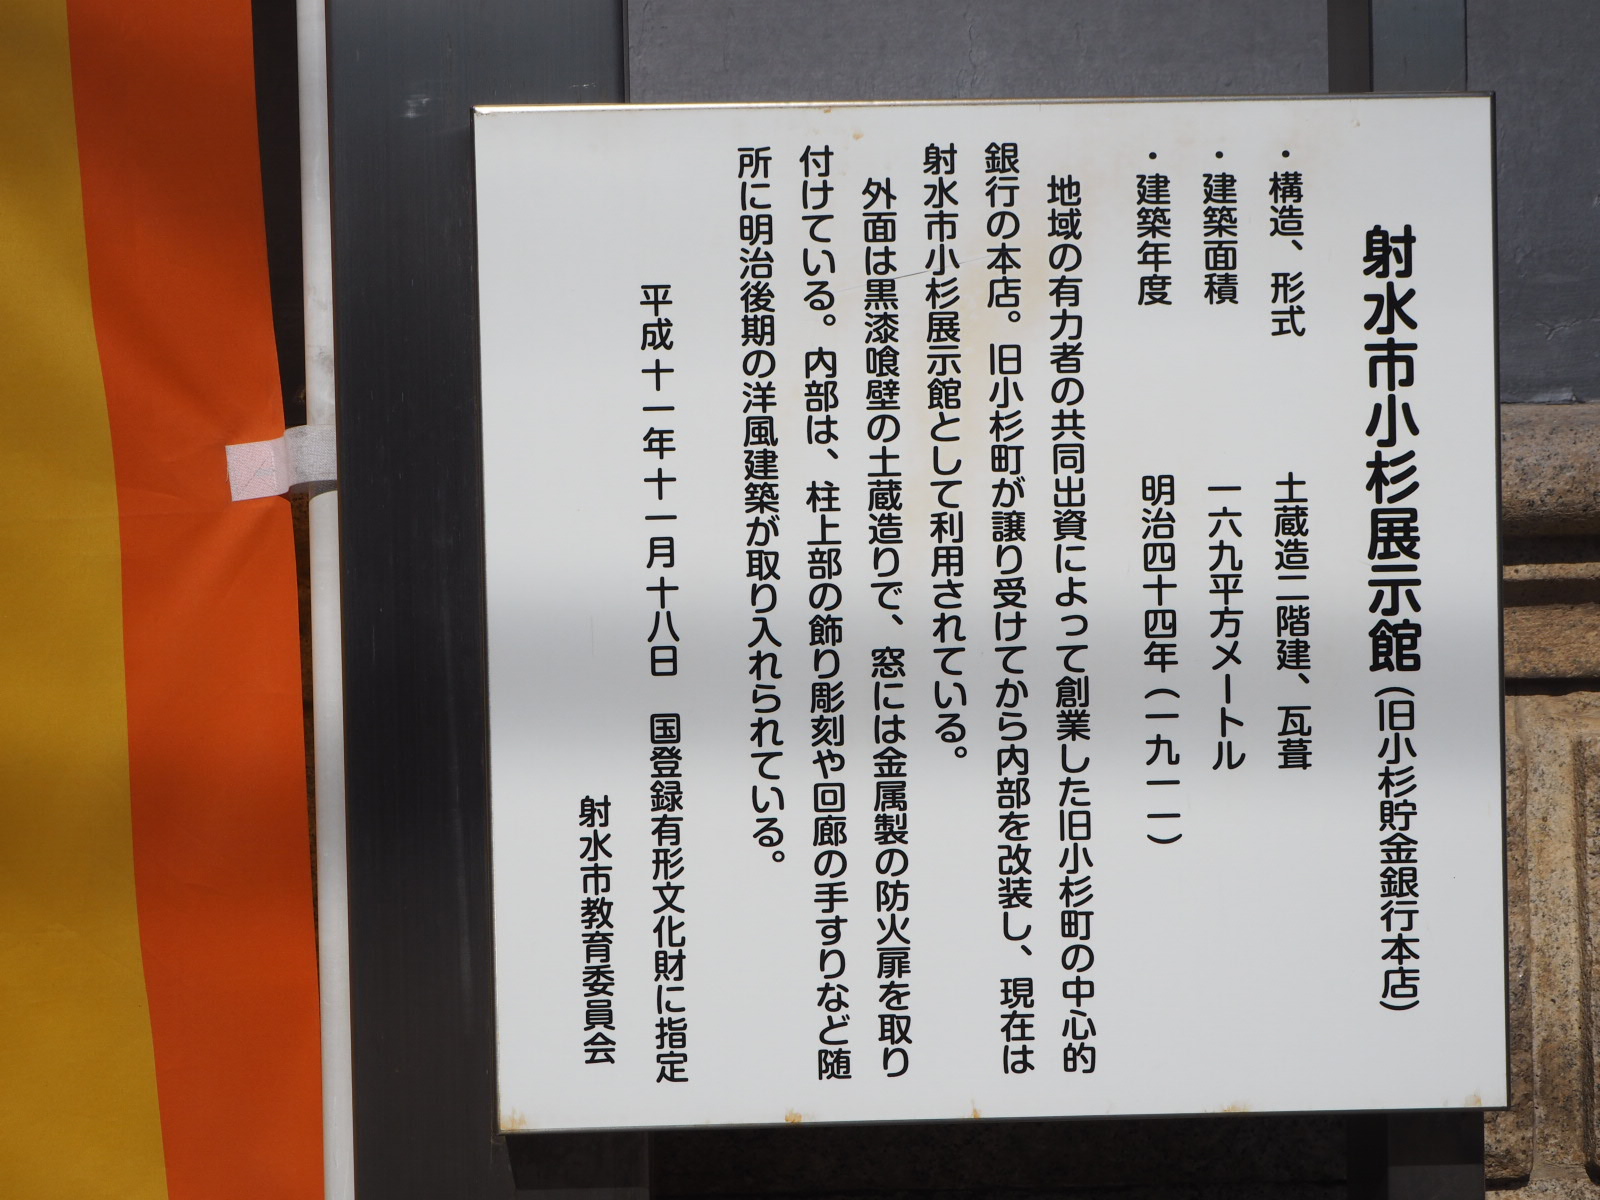 射水市小杉展示館（旧小杉貯金銀行本店）
・構造、形式　土蔵造二階建、瓦葺
・建築面積　一六九平方メートル
・建築年度　明治四十四年（一九一一）
地域の有力者の共同出資によって創業した旧小杉町の中心的
銀行の本店。旧小杉町が譲り受けてから内部を改装し、現在は
射水市小杉展示館として利用されている。
外面は黒漆喰壁の土蔵造りで、窓には金属製の防火扉を取り
付けている。内部は、柱上部の飾り彫刻や回廊の手すりなど随
所に明治後期の洋風建築が取り入れられている。
平成十一年十一月十八日　国登録有形文化財に指定
射水市教育委員会